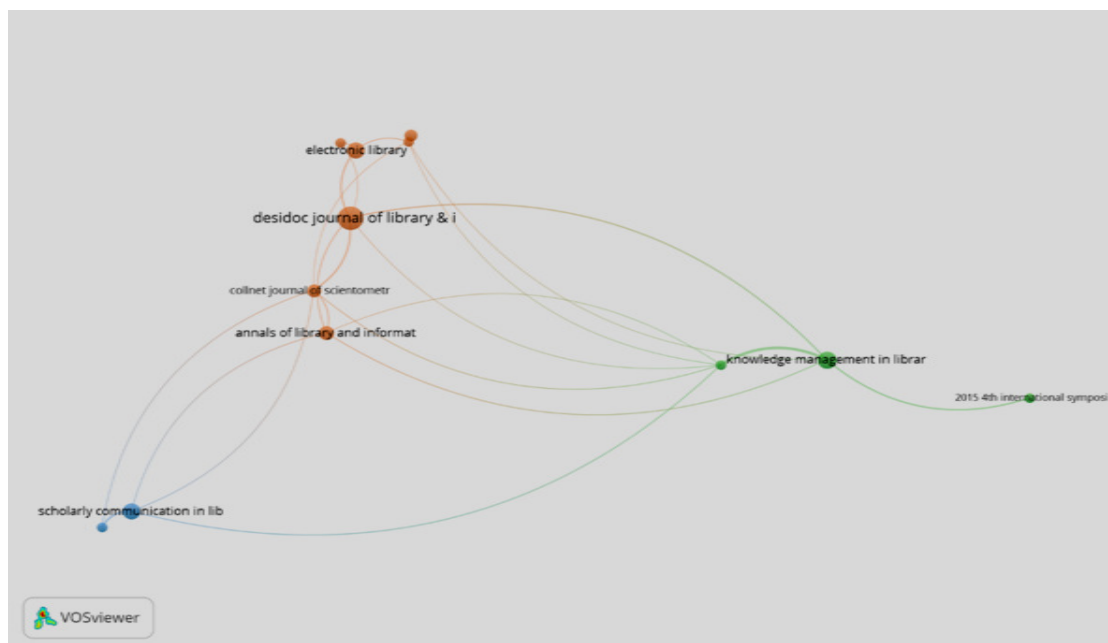 electronic library
desidoc journal of library & i
collnet journal of scientometr
annals of library and informat
knowledge management in librar
2015 4th international symposi
scholarly communication in lib
VOSviewer